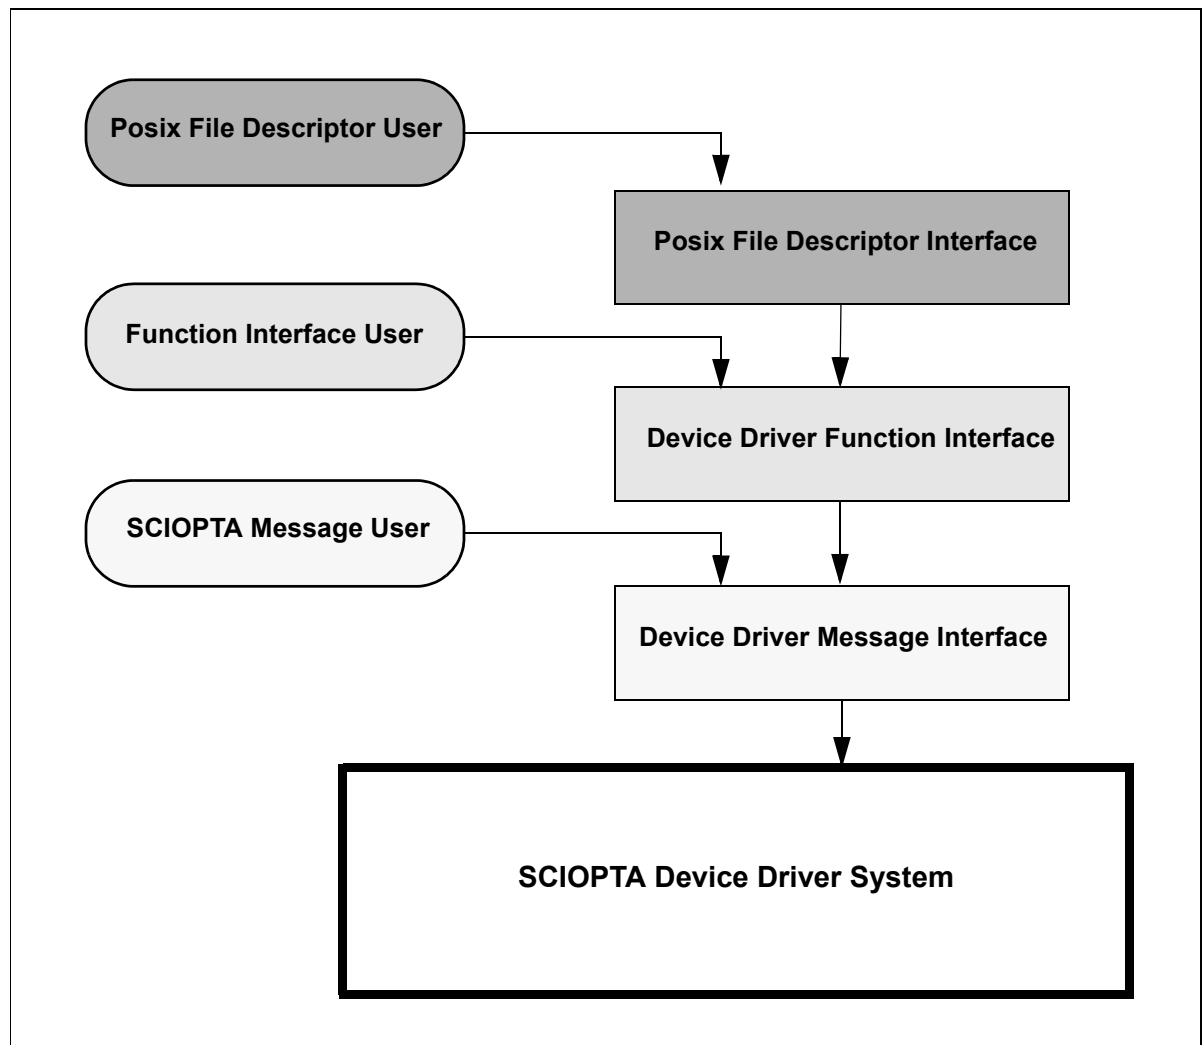 Posix File Descriptor User
Posix File Descriptor Interface
Function Interface User
Device Driver Function Interface
SCIOPTA Message User
Device Driver Message Interface
SCIOPTA Device Driver System